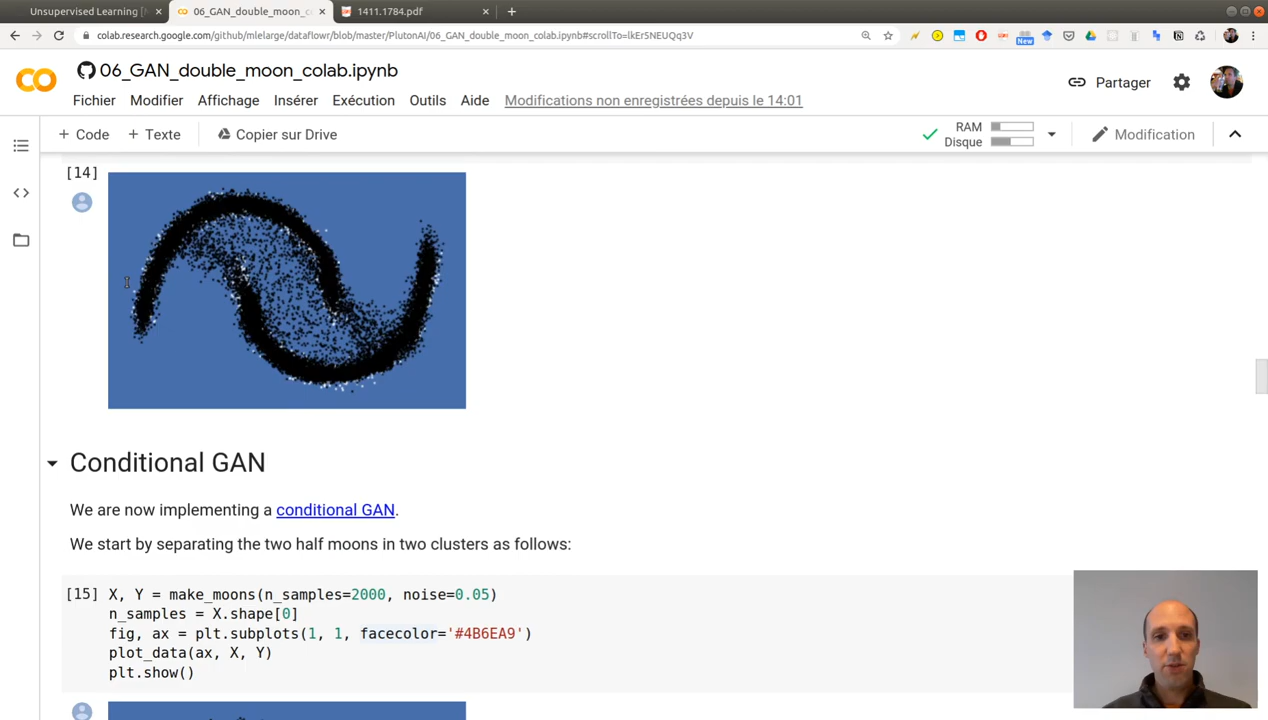 Unsupervised Learning [
06_GAN_double_moon_c
1411.1784.pdf
colab.research.google.com/github/mlelarge/dataflowr/blob/master/PlutonAI/06_GAN_double_moon_colab.ipynb#scrollTo=lkEr5NEUQq3V
New
06_GAN_double_moon_colab.ipynb
Partager
Fichier Modifier Affichage Insérer Exécution Outils Aide Modifications non enregistrées depuis le 14:01
+ Code + Texte Copier sur Drive RAM Disque Modification
[14]
Conditional GAN
We are now implementing a conditional GAN.
We start by separating the two half moons in two clusters as follows:
[15] X, Y = make_moons(n_samples=2000, noise=0.05)
n_samples = X.shape[0]
fig, ax = plt.subplots(1, 1, facecolor='#4B6EA9')
plot_data(ax, X, Y)
plt.show()